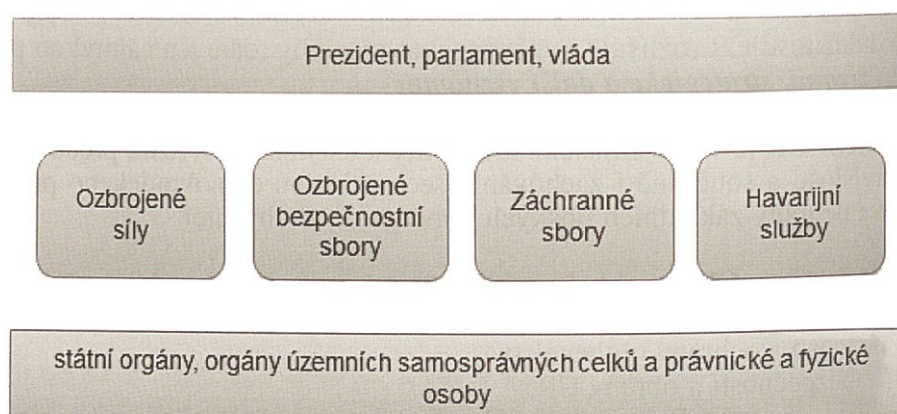 Prezident, parlament, vláda
Ozbrojené
síly
Ozbrojené
bezpečnostní
sbory
Záchranné
sbory
Havarijní
služby
státní orgány, orgány územních samosprávných celků a právnické a fyzické
osoby